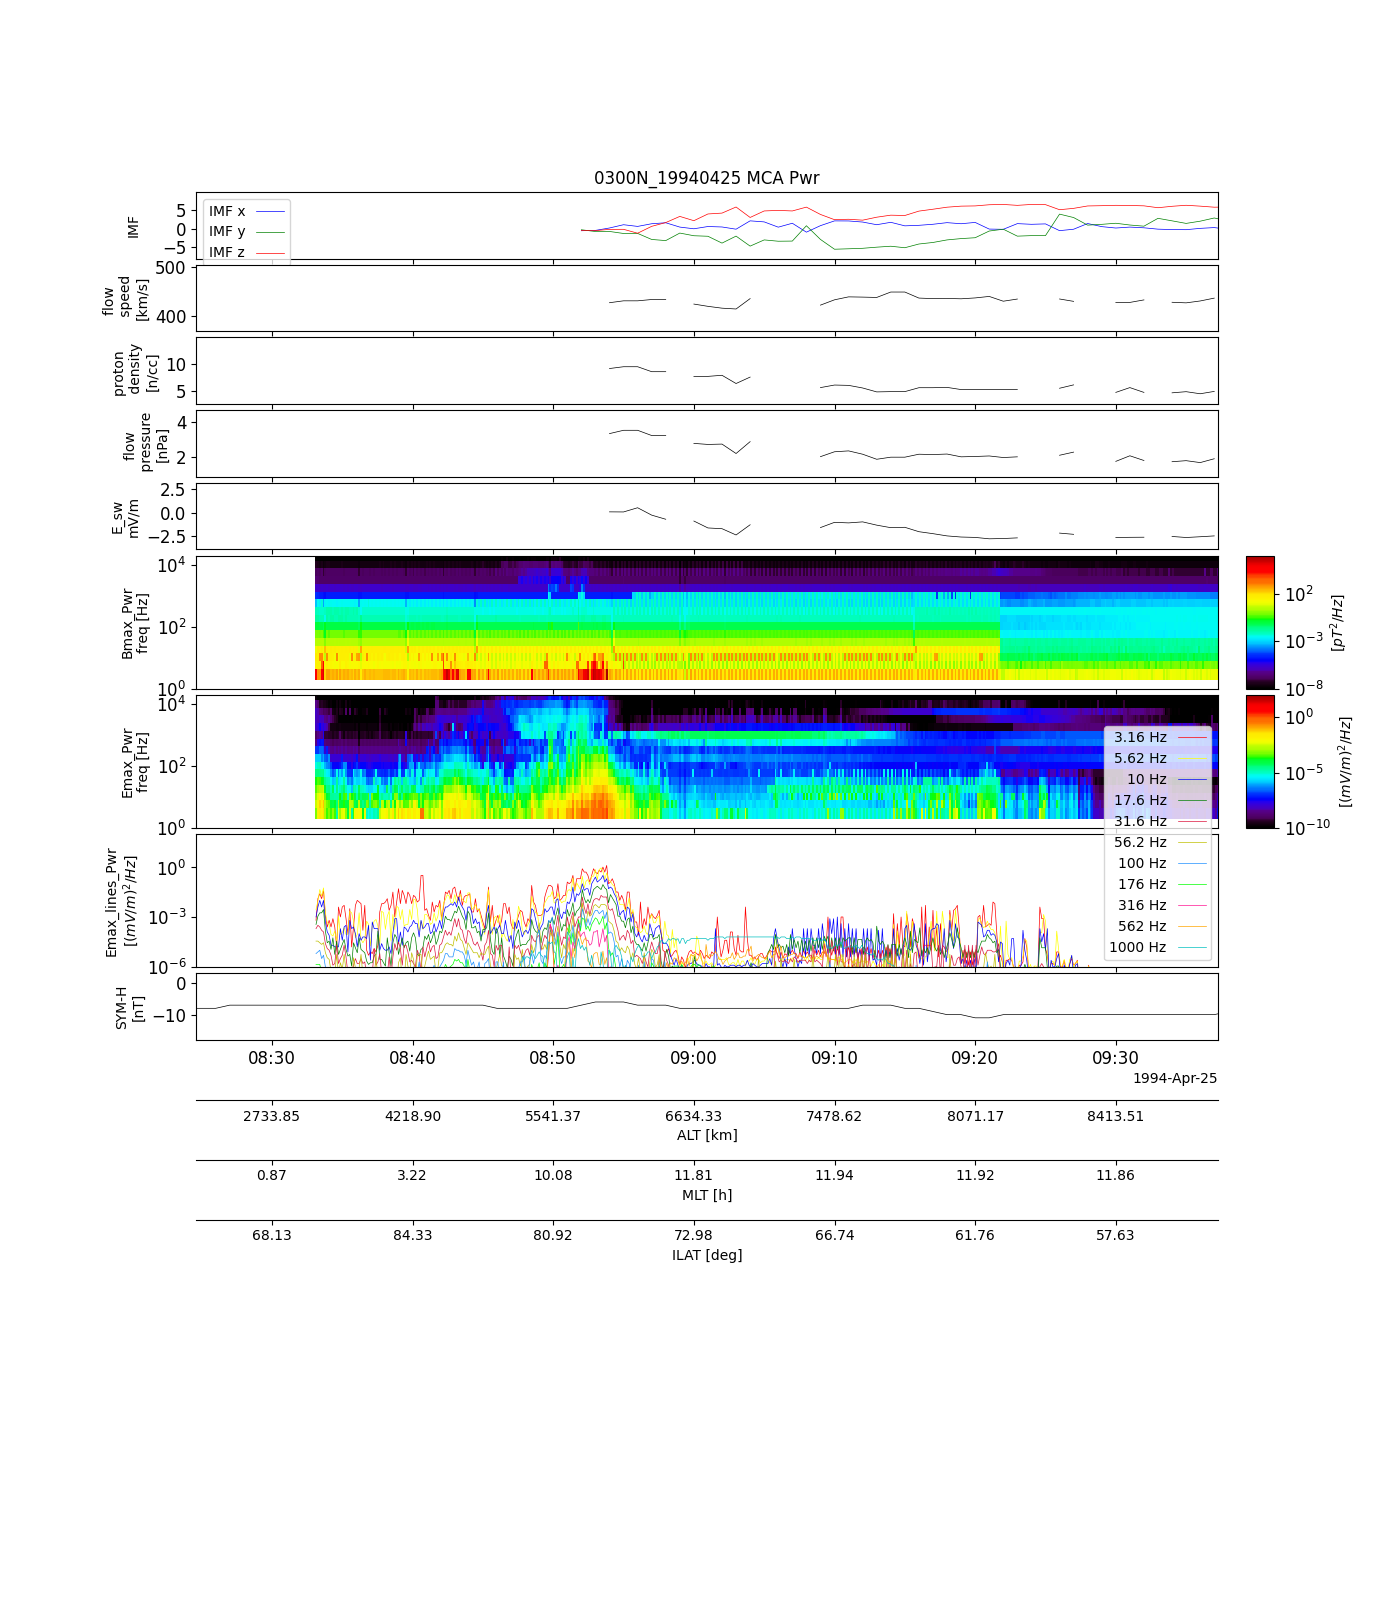 0300N_19940425 MCA Pwr
IMF
5
0
−5
IMF x
IMF y
IMF z
flow
speed
[km/s]
500
400
proton
density
[n/cc]
10
5
flow
pressure
[nPa]
4
2
E_sw
mV/m
2.5
0.0
−2.5
Bmax_Pwr
freq [Hz]
10^4
10^2
10^0
10^2
10^−3
10^−8
[pT^2/Hz]
Emax_Pwr
freq [Hz]
10^4
10^2
10^0
10^0
10^−5
10^−10
[(mV/m)^2/Hz]
3.16 Hz
5.62 Hz
10 Hz
17.6 Hz
31.6 Hz
56.2 Hz
100 Hz
176 Hz
316 Hz
562 Hz
1000 Hz
Emax_lines_Pwr
[(mV/m)^2/Hz]
10^0
10^−3
10^−6
SYM-H
[nT]
0
−10
08:30 08:40 08:50 09:00 09:10 09:20 09:30
1994-Apr-25
2733.85 4218.90 5541.37 6634.33 7478.62 8071.17 8413.51
ALT [km]
0.87 3.22 10.08 11.81 11.94 11.92 11.86
MLT [h]
68.13 84.33 80.92 72.98 66.74 61.76 57.63
ILAT [deg]